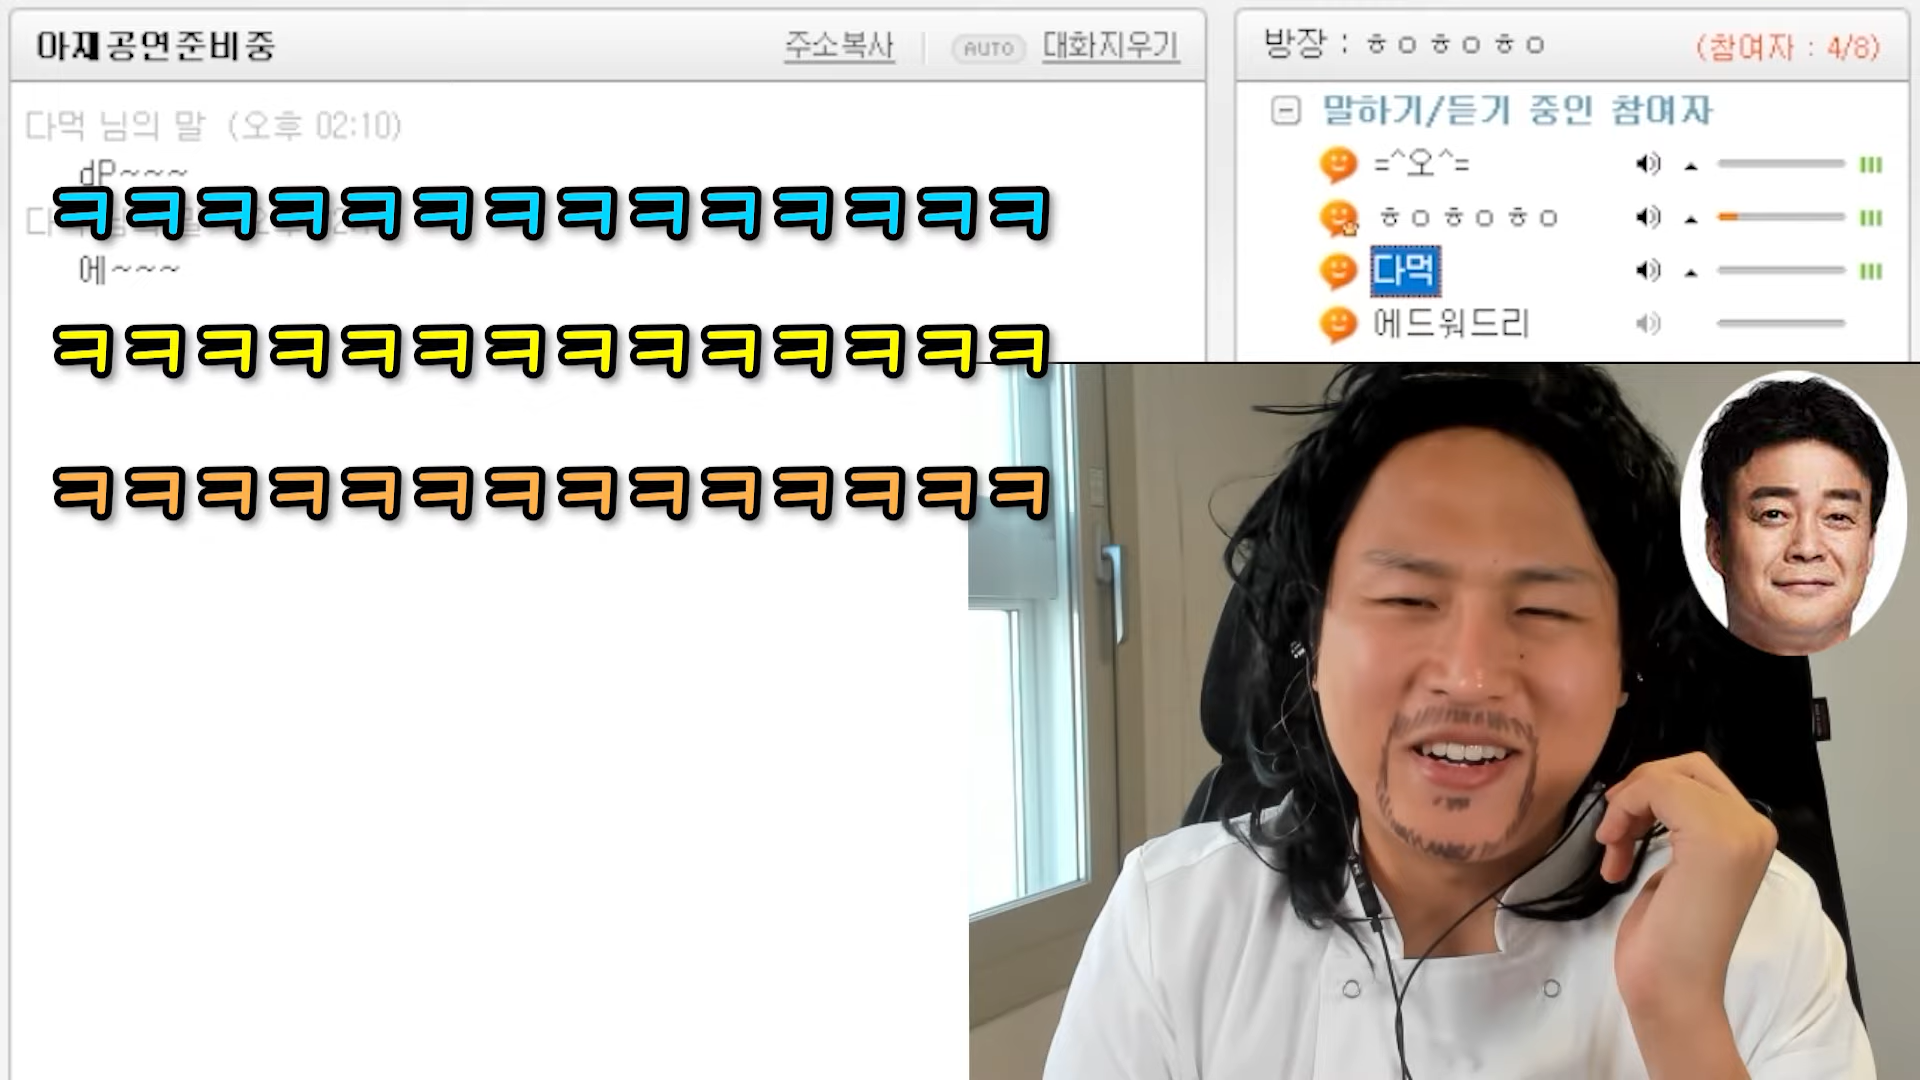 아재공연준비중
주소복사 AUTO 대화지우기
다먹 님의 말 (오후 02:10)
dP~~~
ㅋㅋㅋㅋㅋㅋㅋㅋㅋㅋㅋㅋㅋㅋ
에~~~
ㅋㅋㅋㅋㅋㅋㅋㅋㅋㅋㅋㅋㅋㅋ
ㅋㅋㅋㅋㅋㅋㅋㅋㅋㅋㅋㅋㅋㅋ
방장 : ㅎㅇㅎㅇㅎㅇ (참여자 : 4/8)
말하기/듣기 중인 참여자
=^오^=
ㅎㅇㅎㅇㅎㅇ
다먹
에드워드리